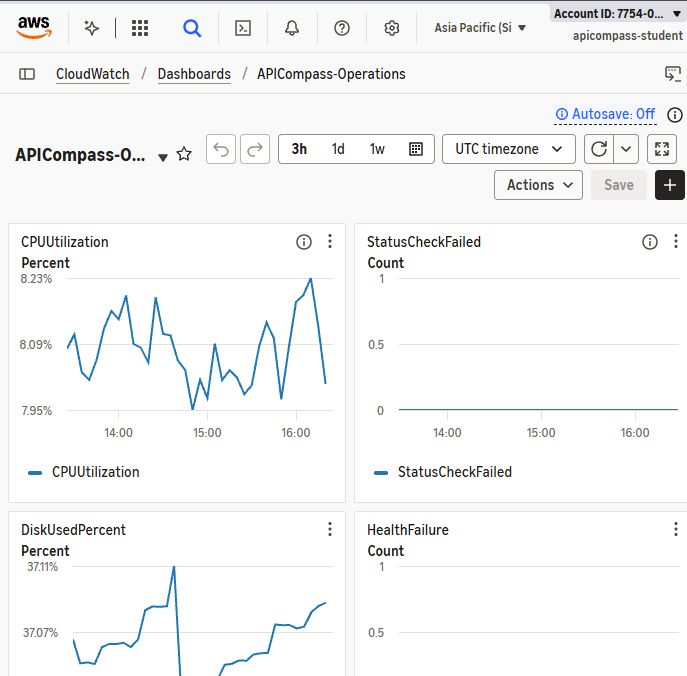 aws
Asia Pacific (Si
Account ID: 7754-0...
apicompass-student
CloudWatch / Dashboards / APICompass-Operations
Autosave: Off
APICompass-O...
3h 1d 1w
UTC timezone
Actions
Save
CPUUtilization
Percent
8.23%
8.09%
7.95%
14:00 15:00 16:00
CPUUtilization
StatusCheckFailed
Count
1
0.5
0
14:00 15:00 16:00
StatusCheckFailed
DiskUsedPercent
Percent
37.11%
37.07%
HealthFailure
Count
1
0.5